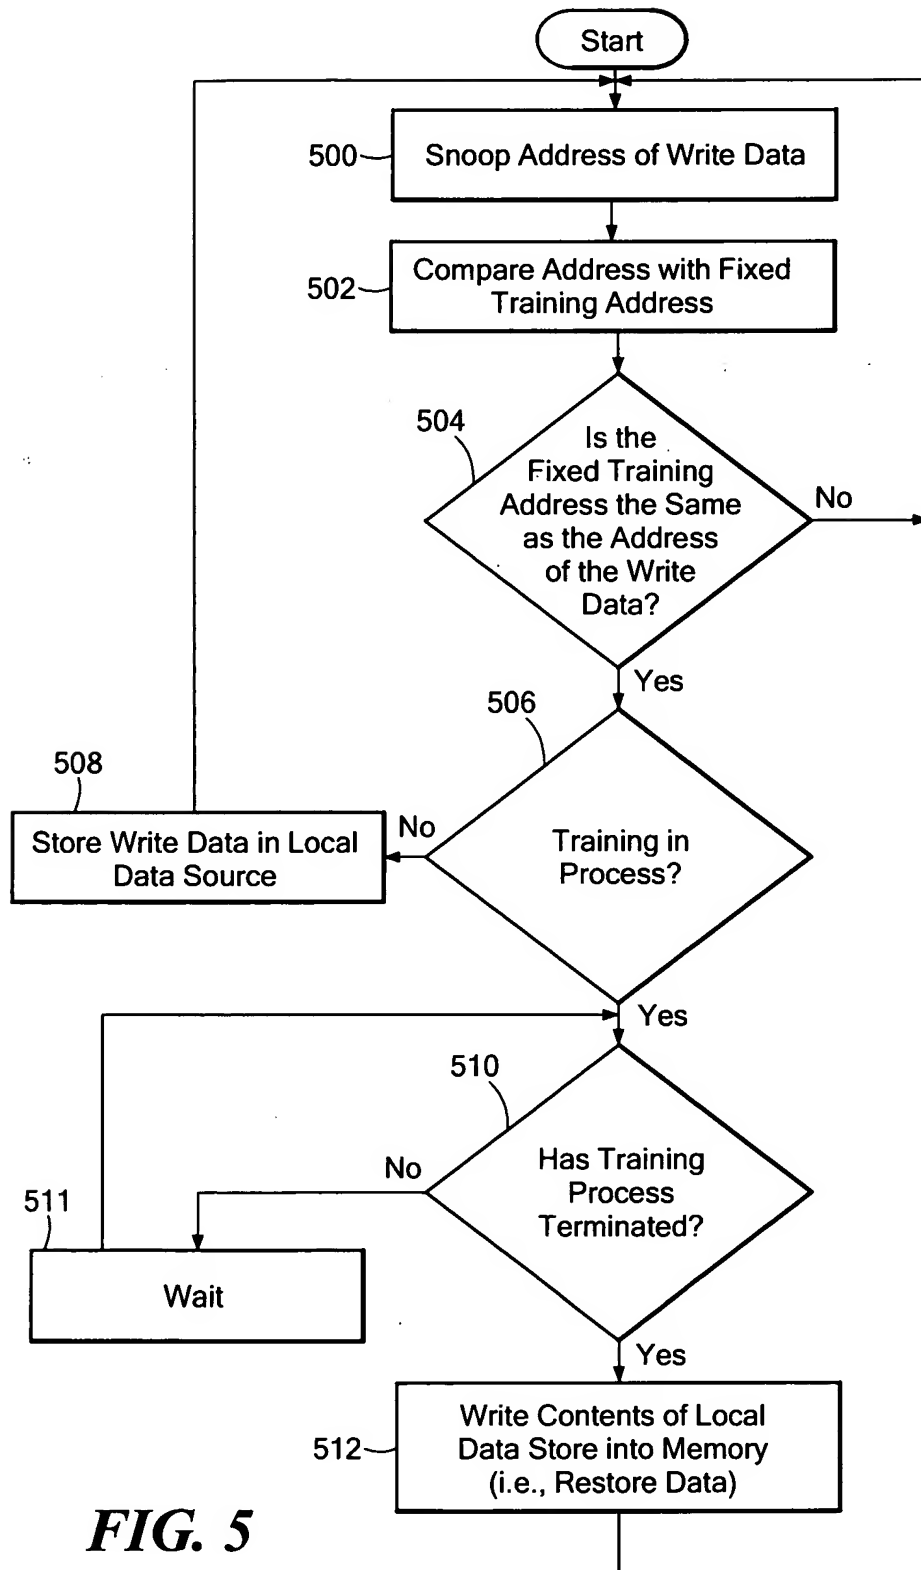 Start
500
Snoop Address of Write Data
502
Compare Address with Fixed
Training Address
504
Is the
Fixed Training
Address the Same
as the Address
of the Write
Data?
No
Yes
506
508
Store Write Data in Local
Data Source
No
Training in
Process?
Yes
510
No
Has Training
Process
Terminated?
511
Wait
Yes
512
Write Contents of Local
Data Store into Memory
(i.e., Restore Data)
FIG. 5